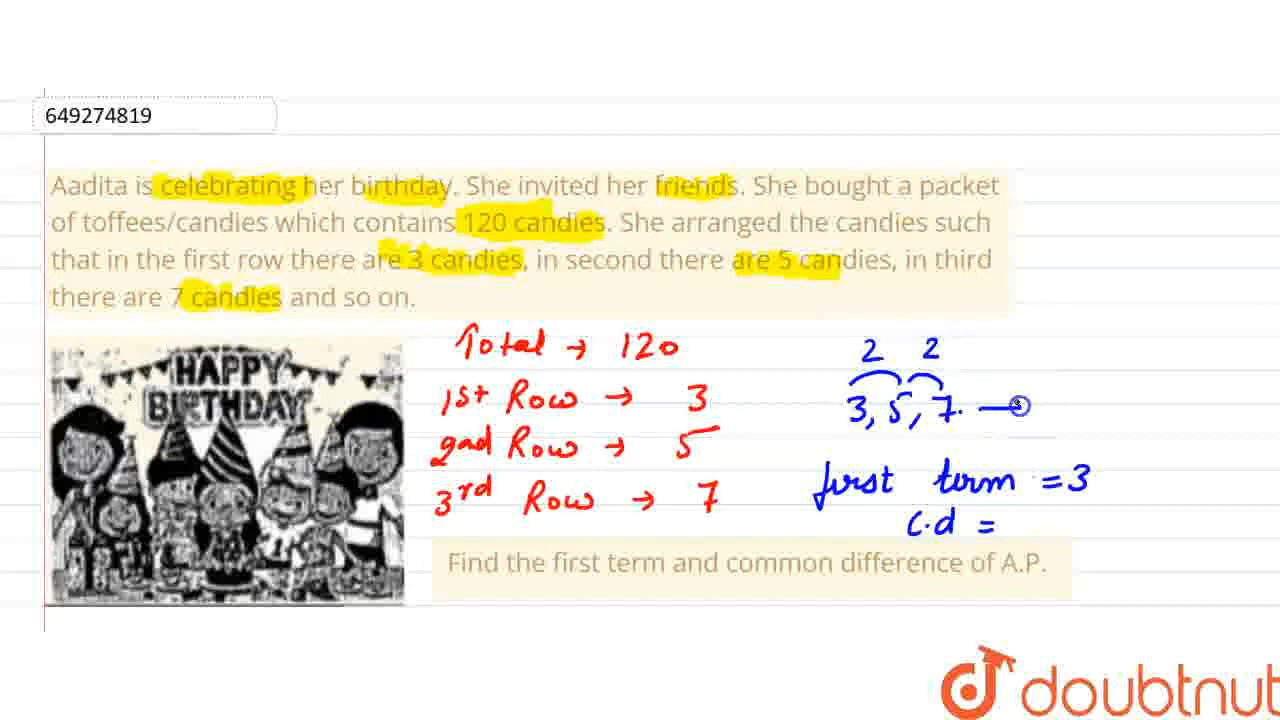 649274819
Aadita is celebrating her birthday. She invited her friends. She bought a packet
of toffees/candies which contains 120 candies. She arranged the candies such
that in the first row there are 3 candies, in second there are 5 candies, in third
there are 7 candies and so on.
HAPPY
BIRTHDAY
Total → 120
1st Row → 3
2nd Row → 5
3rd Row → 7
2 2
3, 5, 7.
first term = 3
C.d =
Find the first term and common difference of A.P.
doubtnut